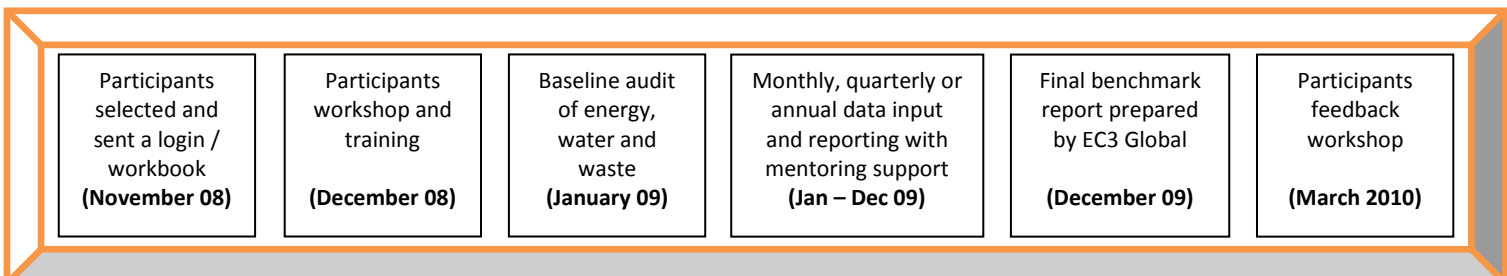 Participants
selected and
sent a login /
workbook
(November 08)
Participants
workshop and
training
(December 08)
Baseline audit
of energy,
water and
waste
(January 09)
Monthly, quarterly or
annual data input
and reporting with
mentoring support
(Jan – Dec 09)
Final benchmark
report prepared
by EC3 Global
(December 09)
Participants
feedback
workshop
(March 2010)